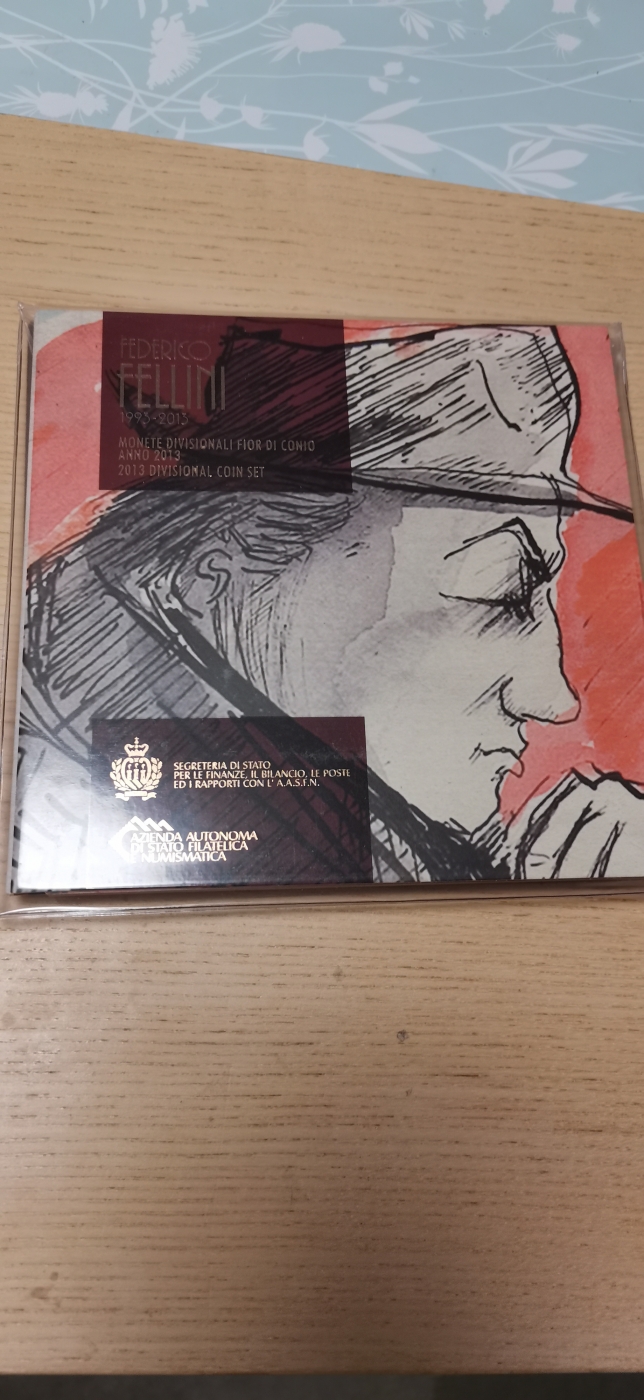 FEDERICO
FELLINI
1993-2013
MONETE DIVISIONALI FIOR DI CONIO
ANNO 2013
2013 DIVISIONAL COIN SET
SEGRETERIA DI STATO
PER LE FINANZE, IL BILANCIO, LE POSTE
ED I RAPPORTI CON L' A.A.S.F.N.
AZIENDA AUTONOMA
DI STATO FILATELICA
E NUMISMATICA